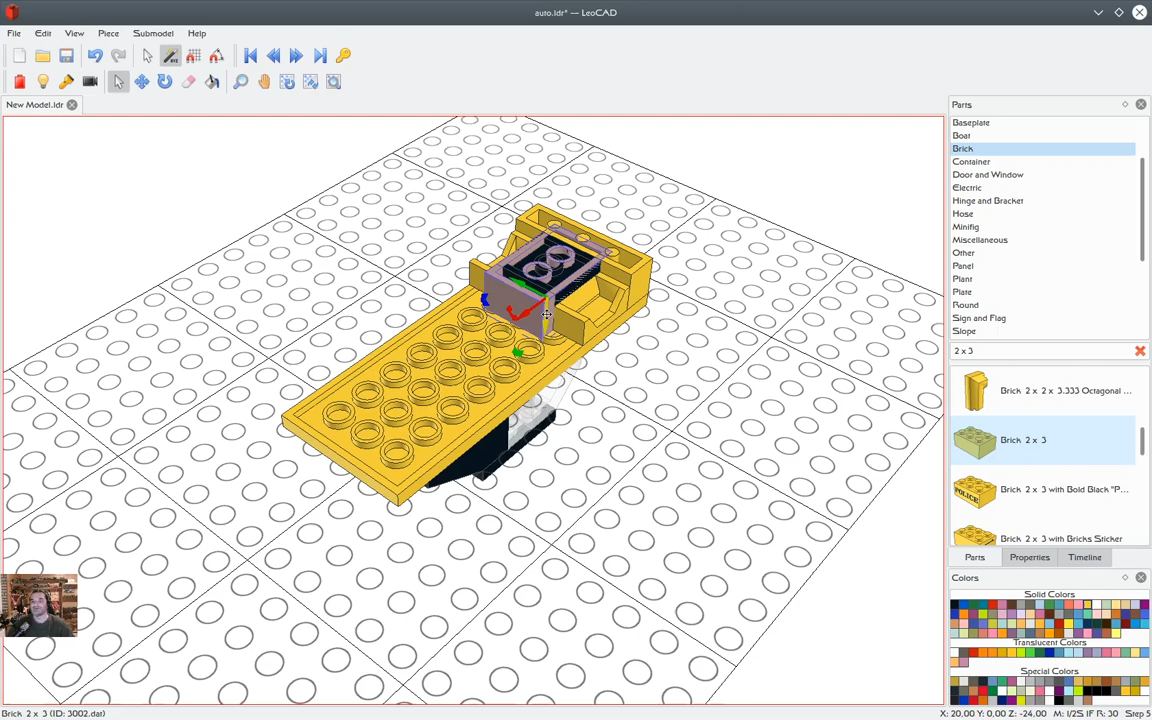 auto.ldr* — LeoCAD
File Edit View Piece Submodel Help
New Model.ldr
Parts
Baseplate
Boat
Brick
Container
Door and Window
Electric
Hinge and Bracket
Hose
Minifig
Miscellaneous
Other
Panel
Plant
Plate
Round
Sign and Flag
Slope
2 x 3
Brick 2 x 2 x 3.333 Octagonal ...
Brick 2 x 3
Brick 2 x 3 with Bold Black "P...
POLICE
Brick 2 x 3 with Bricks Sticker
Parts Properties Timeline
Colors
Solid Colors
Translucent Colors
Special Colors
Brick 2 x 3 (ID: 3002.dat)
X: 20,00 Y: 0,00 Z: -24,00 M: 1/2S IF R: 30 Step 5